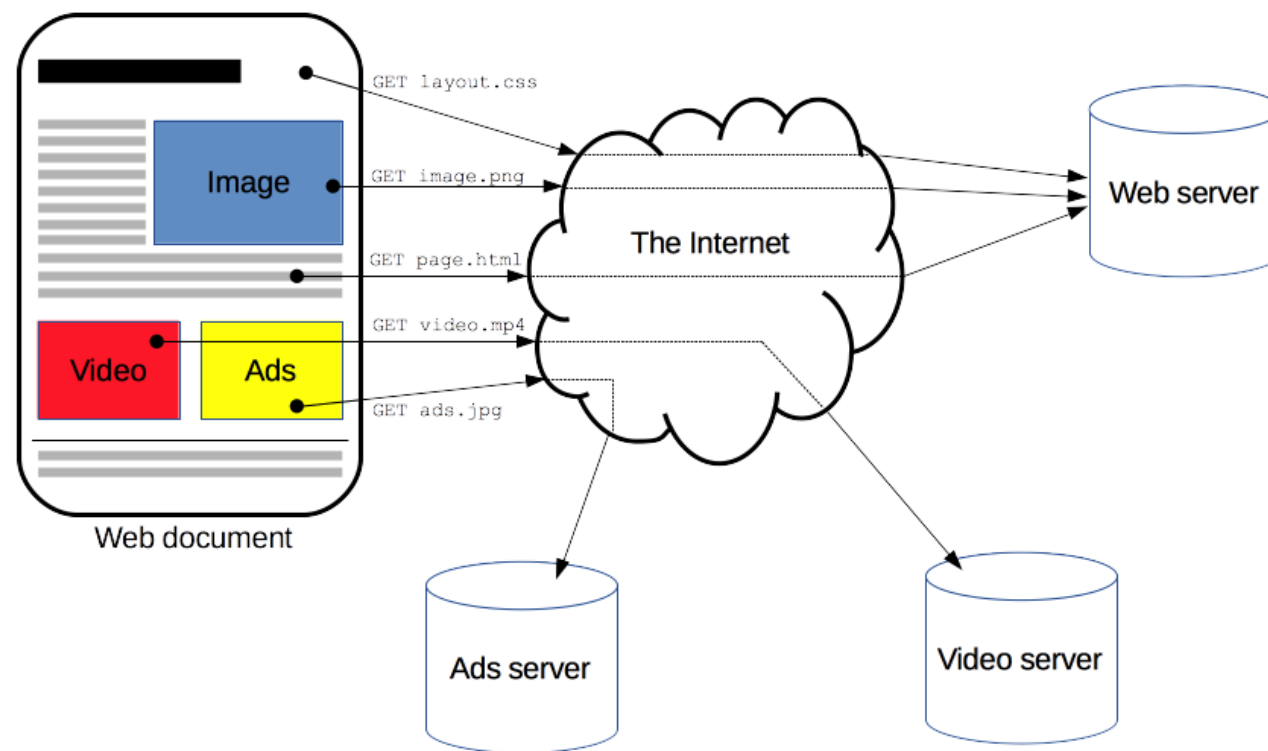 GET layout.css
Image
GET image.png
Web server
The Internet
GET page.html
GET video.mp4
Video
Ads
GET ads.jpg
Web document
Ads server
Video server